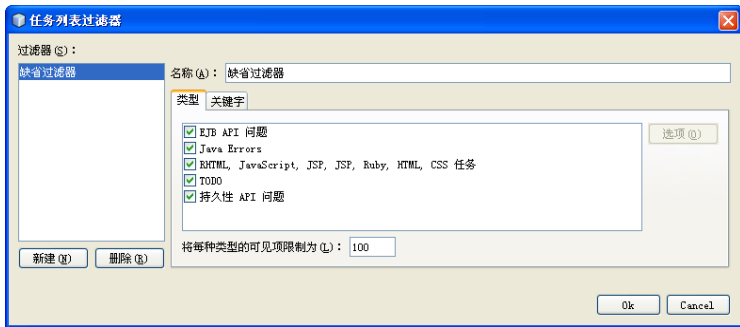 任务列表过滤器
过滤器(S)：
缺省过滤器
名称(A)： 缺省过滤器
类型 关键字
EJB API 问题
Java Errors
RHTML, JavaScript, JSP, JSP, Ruby, HTML, CSS 任务
TODO
持久性 API 问题
选项(O)
将每种类型的可见项限制为(L)： 100
新建(N) 删除(R)
Ok Cancel